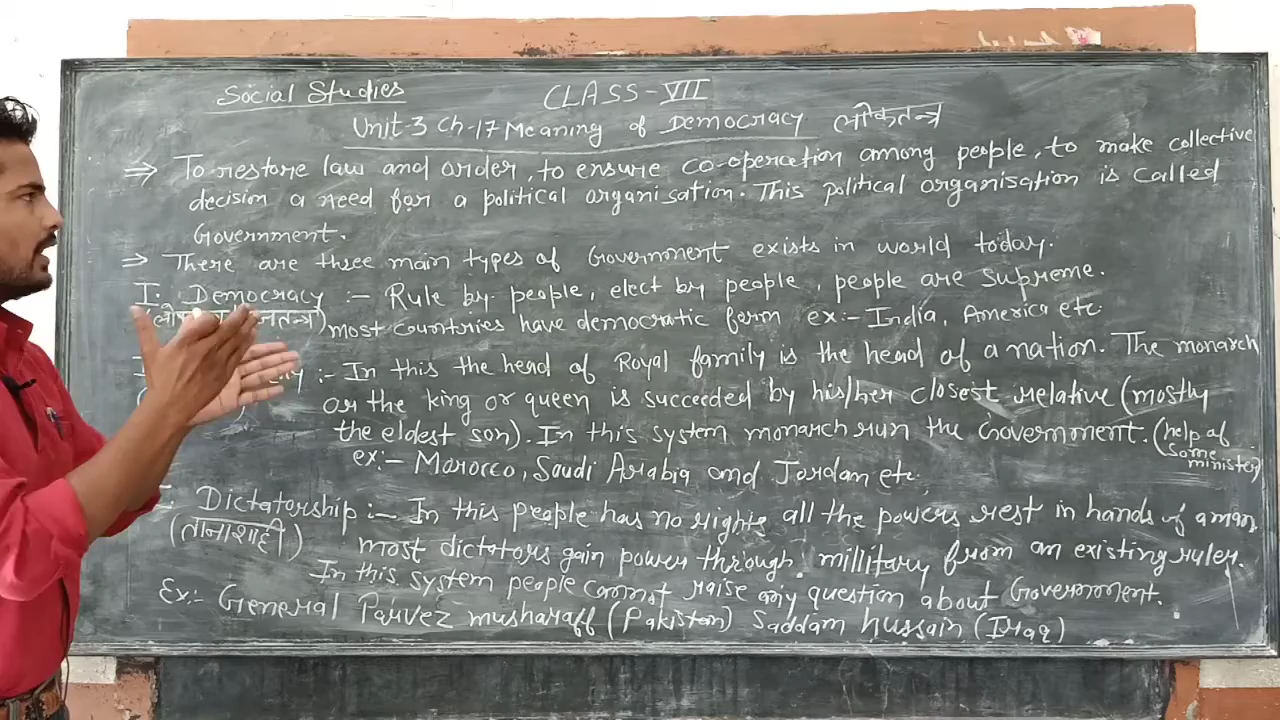 Social Studies
CLASS-VII
Unit-3 Ch-17 Meaning of Democracy लोकतन्त्र
⇒ To restore law and order, to ensure co-operation among people, to make collective
decision a need for a political organisation. This political organisation is called
Government.
⇒ There are three main types of Government exists in world today.
I. Democracy :- Rule by people, elect by people, people are supreme.
most countries have democratic form ex:- India, America etc.
:- In this the head of Royal family is the head of a nation. The monarch
or the king or queen is succeeded by his/her closest relative (mostly
the eldest son). In this system monarch run the Government. (help of
some
minister)
ex:- Morocco, Saudi Arabia and Jordan etc.
Dictatorship :- In this people has no rights all the powers rest in hands of a man.
(तानाशाही) most dictators gain power through millitary from an existing ruler.
In this system people cannot raise any question about Government.
Ex:- General Parvez musharaff (Pakistan) Saddam hussain (Iraq)